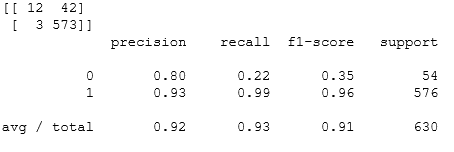 [[ 12 42]
[ 3 573]]
precision recall f1-score support
0 0.80 0.22 0.35 54
1 0.93 0.99 0.96 576
avg / total 0.92 0.93 0.91 630